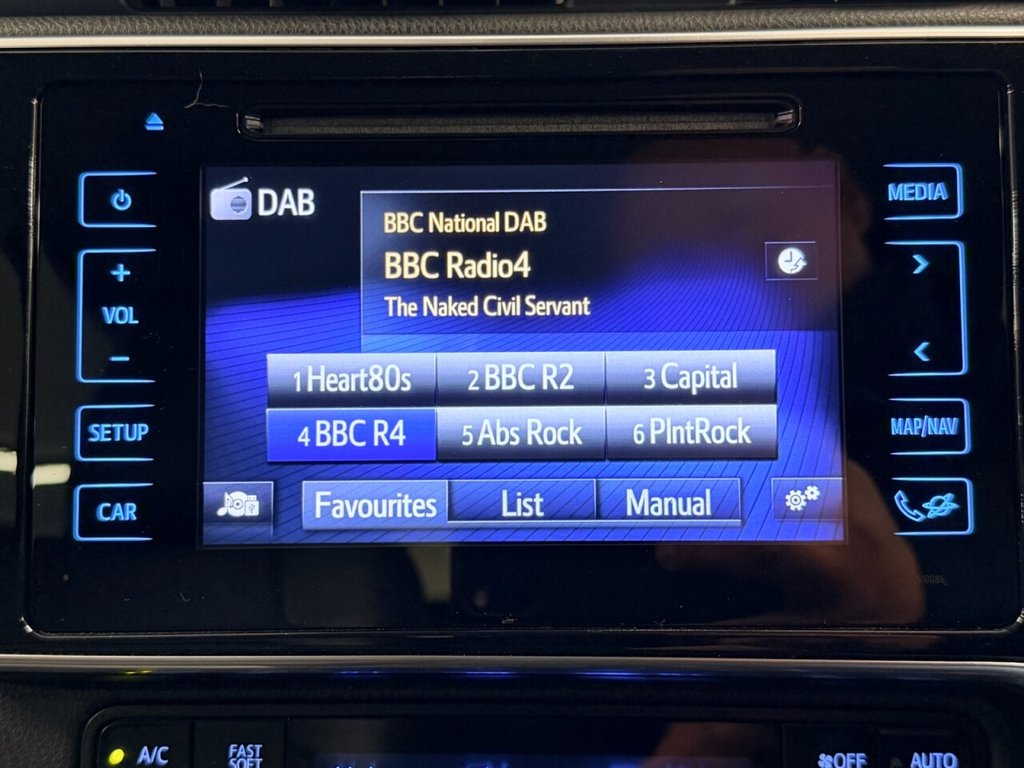 DAB
BBC National DAB
BBC Radio4
The Naked Civil Servant
1 Heart80s
2 BBC R2
3 Capital
4 BBC R4
5 Abs Rock
6 PlntRock
Favourites
List
Manual
+
VOL
−
SETUP
CAR
MEDIA
>
<
MAP/NAV
510086
A/C
FAST
SOFT
OFF
AUTO